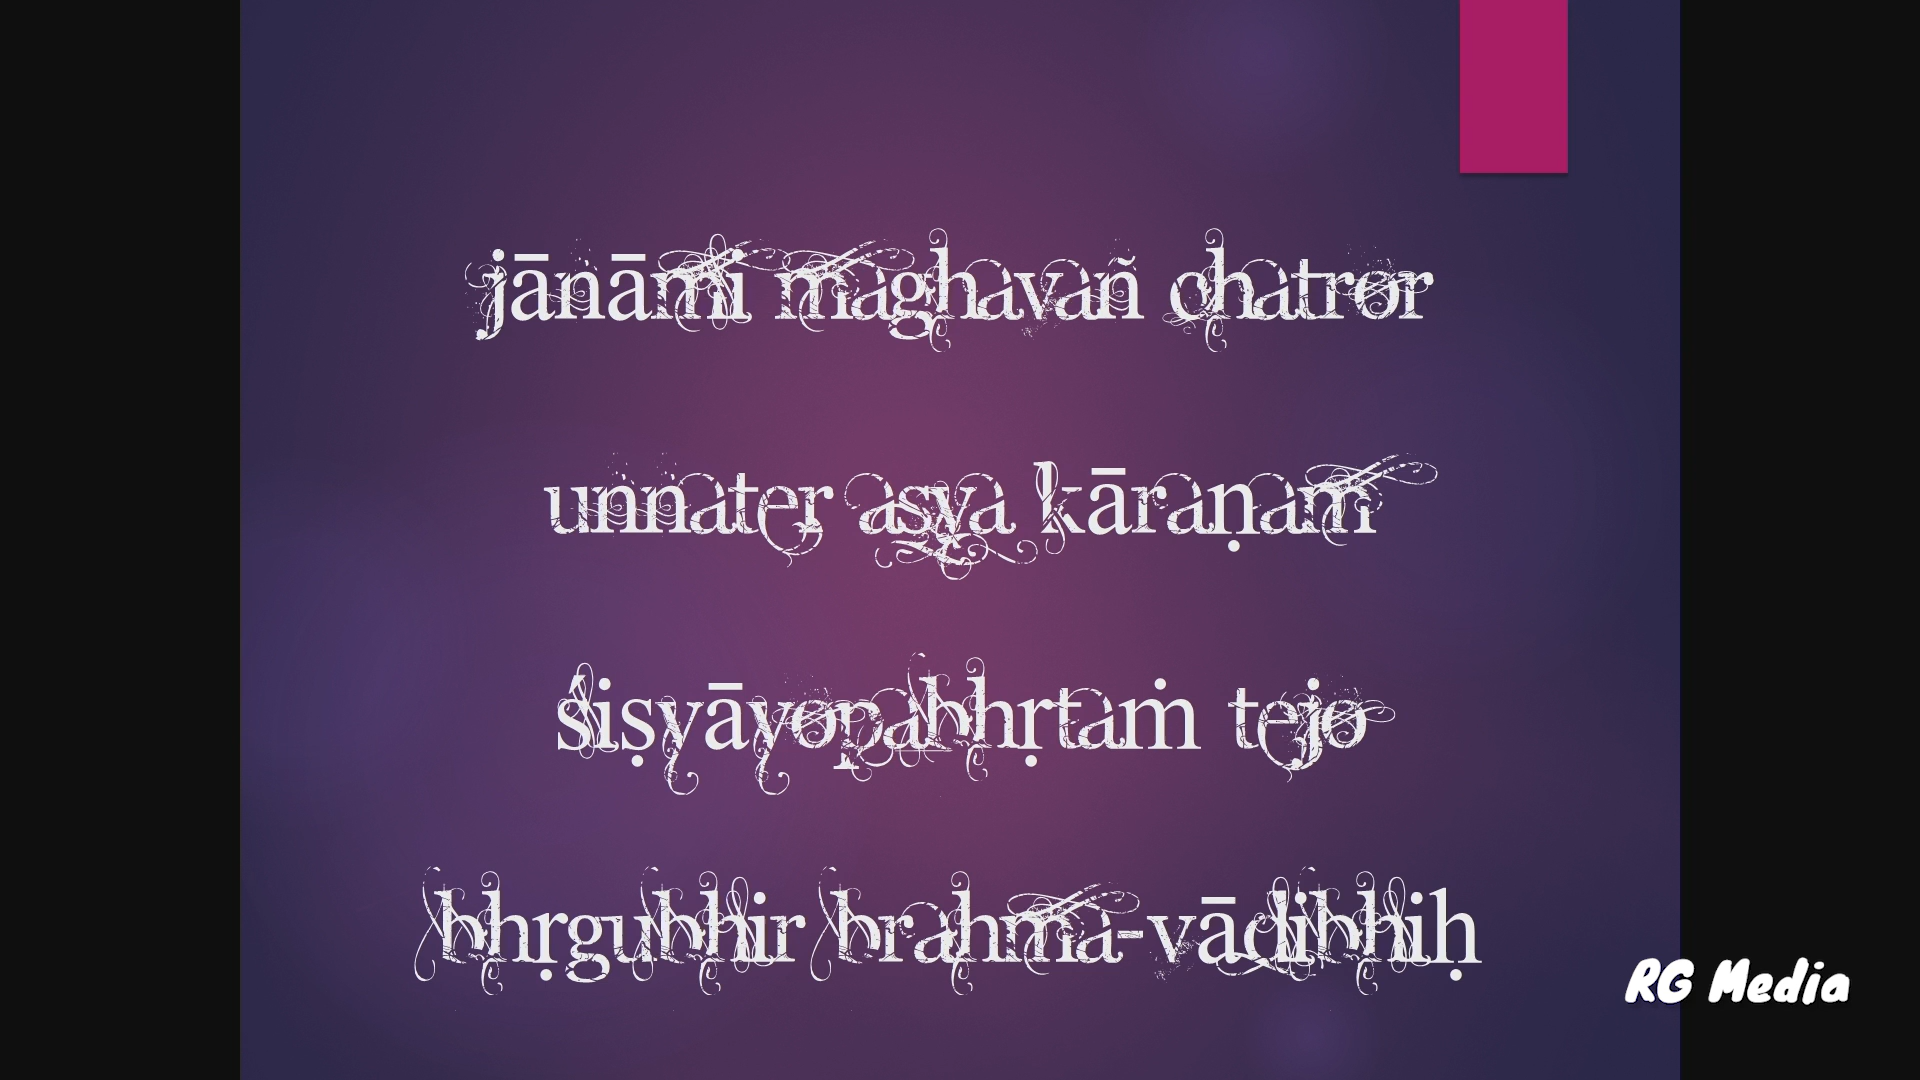 jānāmi maghavañ chatror
unnater asya kāraṇam
śiṣyāyopabhṛtaṁ tejo
bhṛgubhir brahma-vādibhiḥ
RG Media